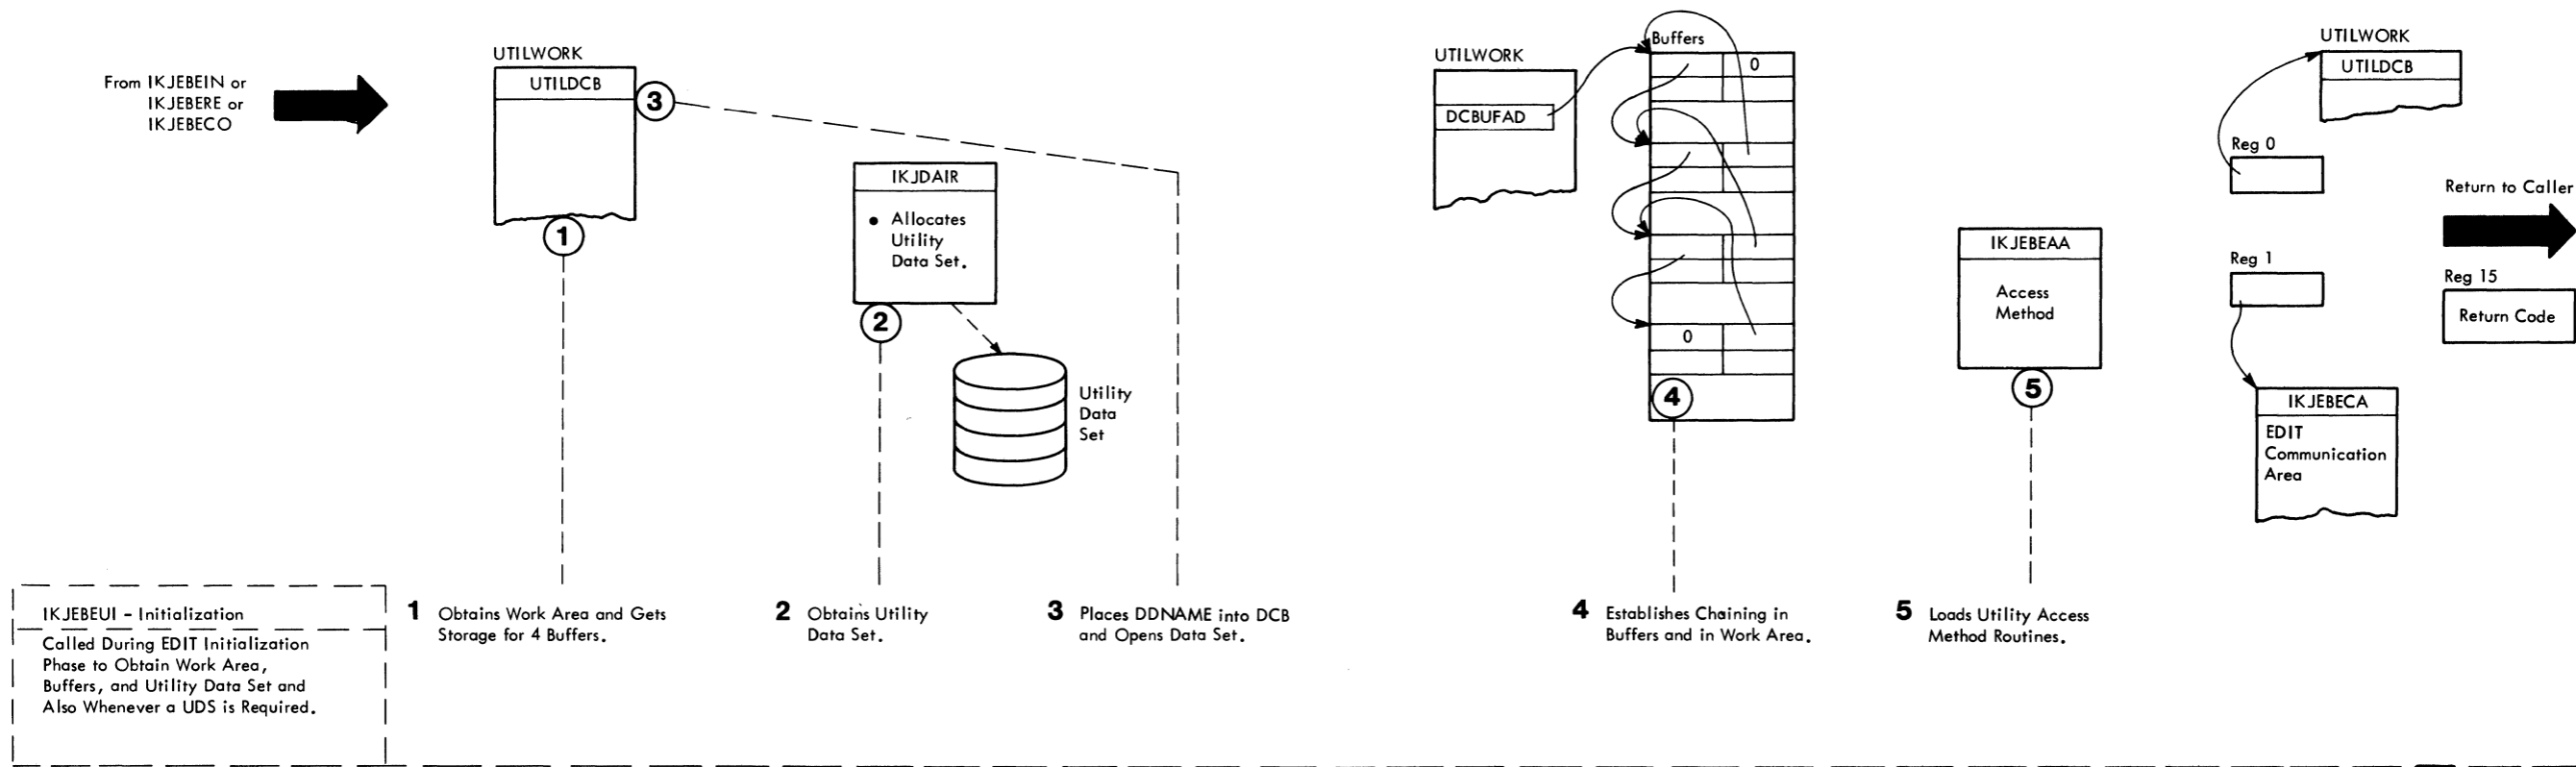 From IKJEBEIN or
IKJEBERE or
IKJEBECO
UTILWORK
UTILDCB
3
1
IKJDAIR
• Allocates
Utility
Data Set.
2
Utility
Data
Set
UTILWORK
DCBUFAD
Buffers
0
0
4
IKJEBEAA
Access
Method
5
UTILWORK
UTILDCB
Reg 0
Reg 1
IKJEBECA
EDIT
Communication
Area
Return to Caller
Reg 15
Return Code
IKJEBEUI - Initialization
Called During EDIT Initialization
Phase to Obtain Work Area,
Buffers, and Utility Data Set and
Also Whenever a UDS is Required.
1 Obtains Work Area and Gets
Storage for 4 Buffers.
2 Obtains Utility
Data Set.
3 Places DDNAME into DCB
and Opens Data Set.
4 Establishes Chaining in
Buffers and in Work Area.
5 Loads Utility Access
Method Routines.